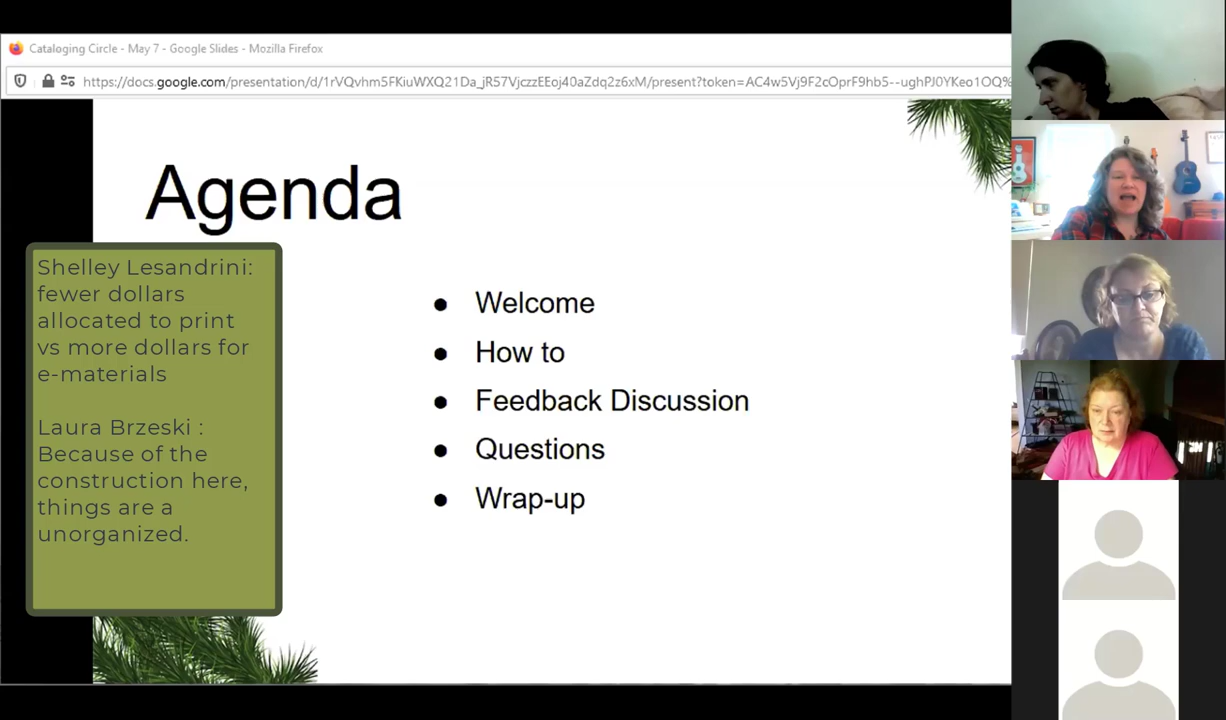 Cataloging Circle - May 7 - Google Slides - Mozilla Firefox
https://docs.google.com/presentation/d/1rVQvhm5FKiuWXQ21Da_jR57VjczzEEoj40aZdq2z6xM/present?token=AC4w5Vj9F2cOprF9hb5--ughPJ0YKeo1OQ%
Agenda
Shelley Lesandrini:
fewer dollars
allocated to print
vs more dollars for
e-materials
Laura Brzeski :
Because of the
construction here,
things are a
unorganized.
● Welcome
● How to
● Feedback Discussion
● Questions
● Wrap-up